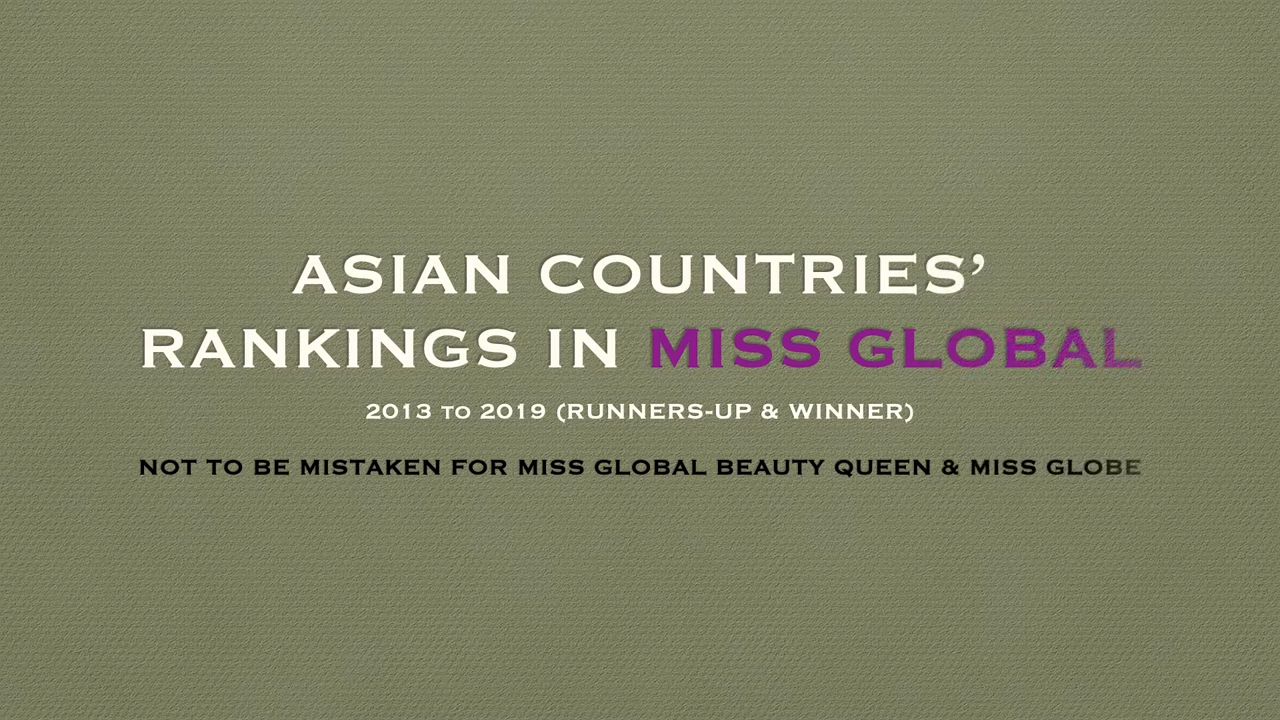 ASIAN COUNTRIES’
RANKINGS IN MISS GLOBAL
2013 TO 2019 (RUNNERS-UP & WINNER)
NOT TO BE MISTAKEN FOR MISS GLOBAL BEAUTY QUEEN & MISS GLOBE